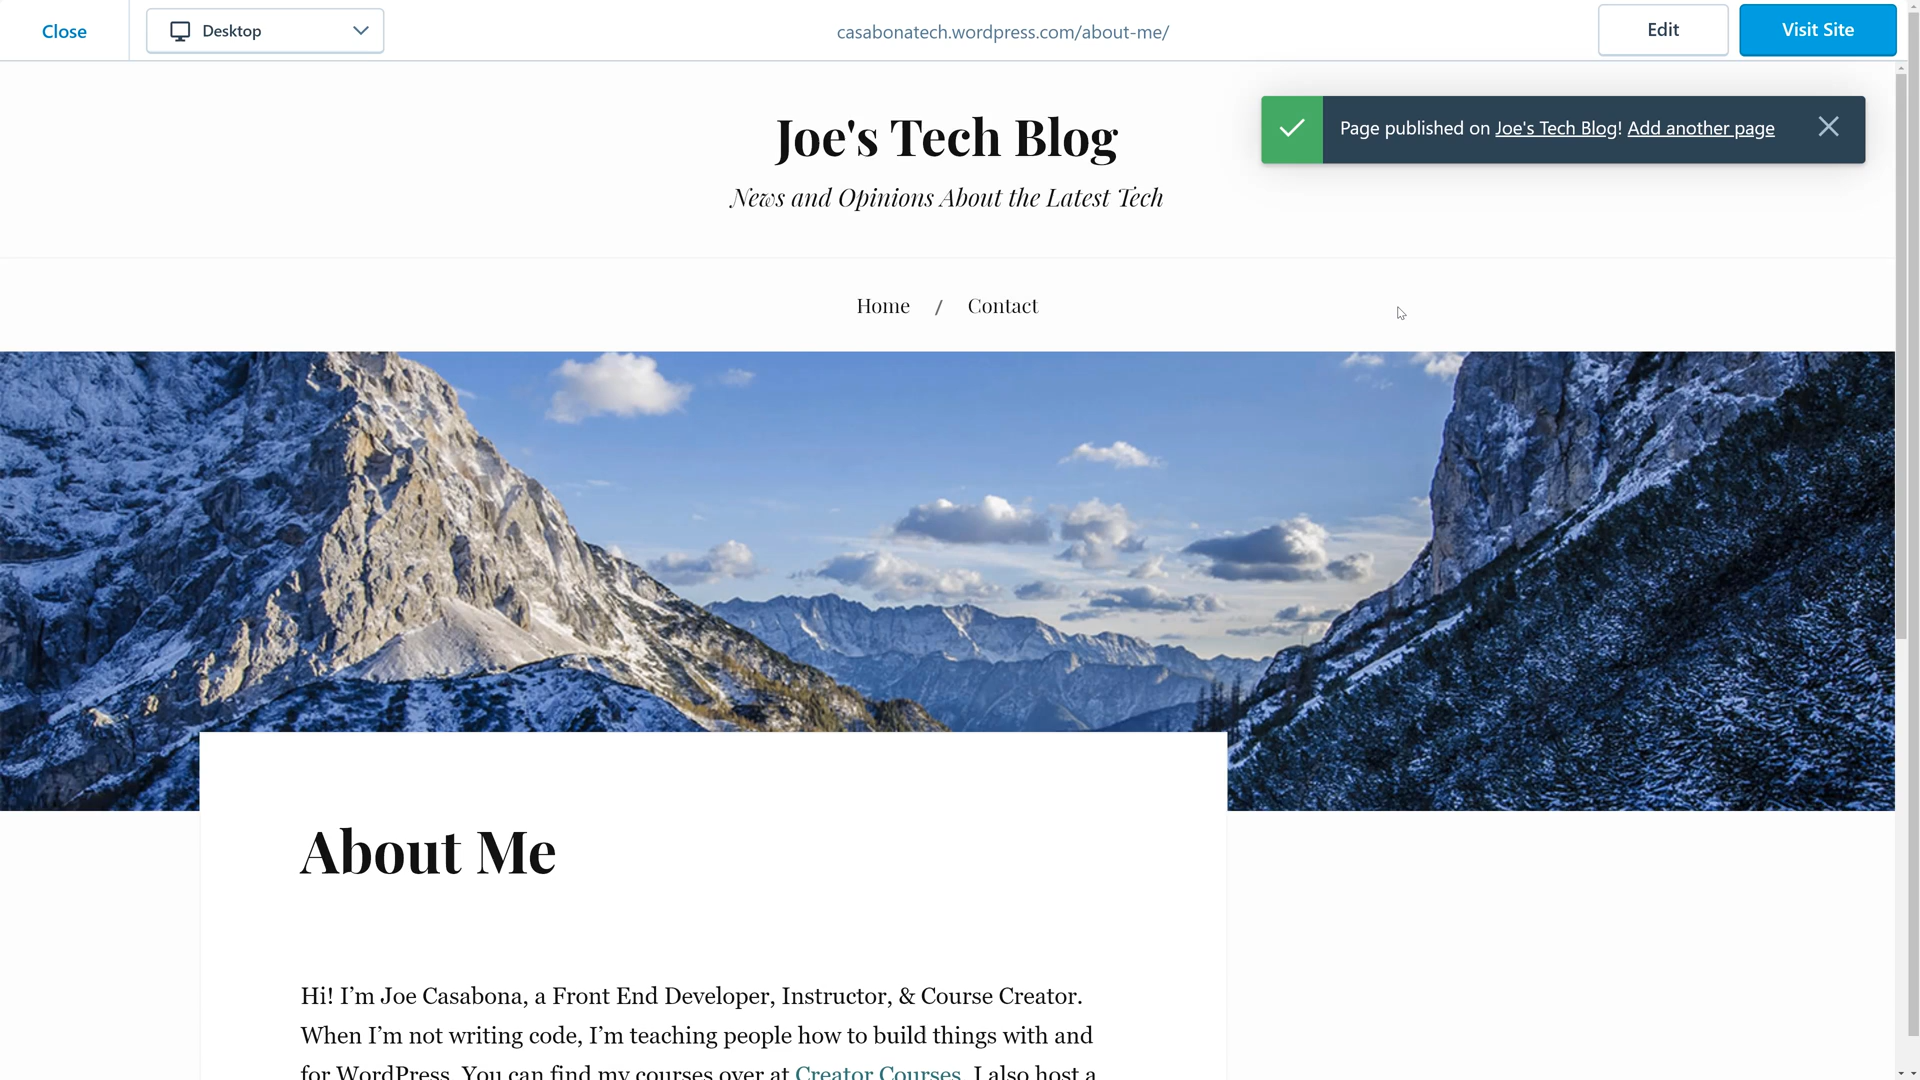 Close
Desktop
casabonatech.wordpress.com/about-me/
Edit
Visit Site
Page published on Joe's Tech Blog! Add another page
Joe's Tech Blog
News and Opinions About the Latest Tech
Home / Contact
About Me
Hi! I’m Joe Casabona, a Front End Developer, Instructor, & Course Creator.
When I’m not writing code, I’m teaching people how to build things with and
for WordPress. You can find my courses over at Creator Courses. I also host a